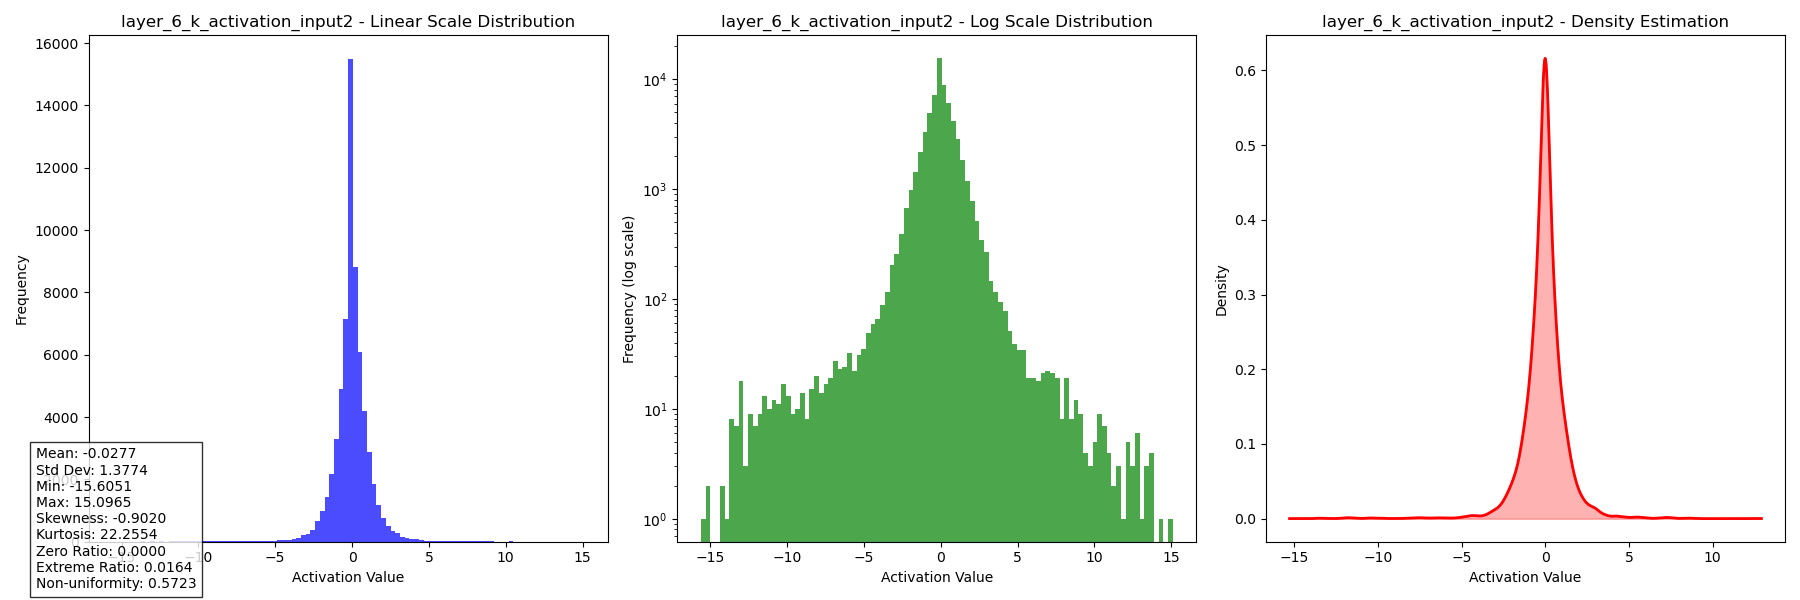 layer_6_k_activation_input2 - Linear Scale Distribution
16000
14000
12000
10000
8000
6000
4000
Frequency
−10
−5
0
5
10
15
Activation Value
Mean: -0.0277
Std Dev: 1.3774
Min: -15.6051
Max: 15.0965
Skewness: -0.9020
Kurtosis: 22.2554
Zero Ratio: 0.0000
Extreme Ratio: 0.0164
Non-uniformity: 0.5723
layer_6_k_activation_input2 - Log Scale Distribution
10⁴
10³
10²
10¹
10⁰
Frequency (log scale)
−15
−10
−5
0
5
10
15
Activation Value
layer_6_k_activation_input2 - Density Estimation
0.6
0.5
0.4
0.3
0.2
0.1
0.0
Density
−15
−10
−5
0
5
10
Activation Value